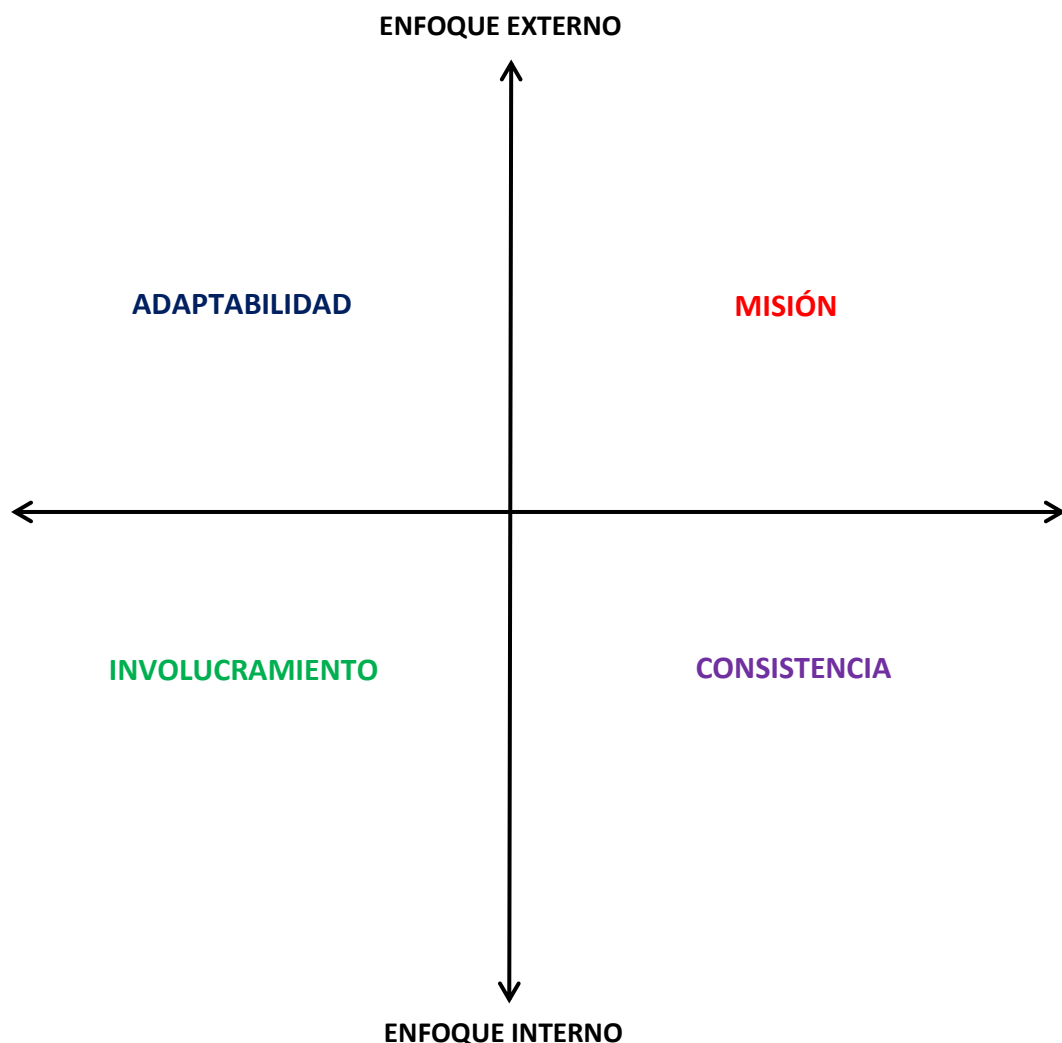 ENFOQUE EXTERNO
ADAPTABILIDAD
MISIÓN
INVOLUCRAMIENTO
CONSISTENCIA
ENFOQUE INTERNO